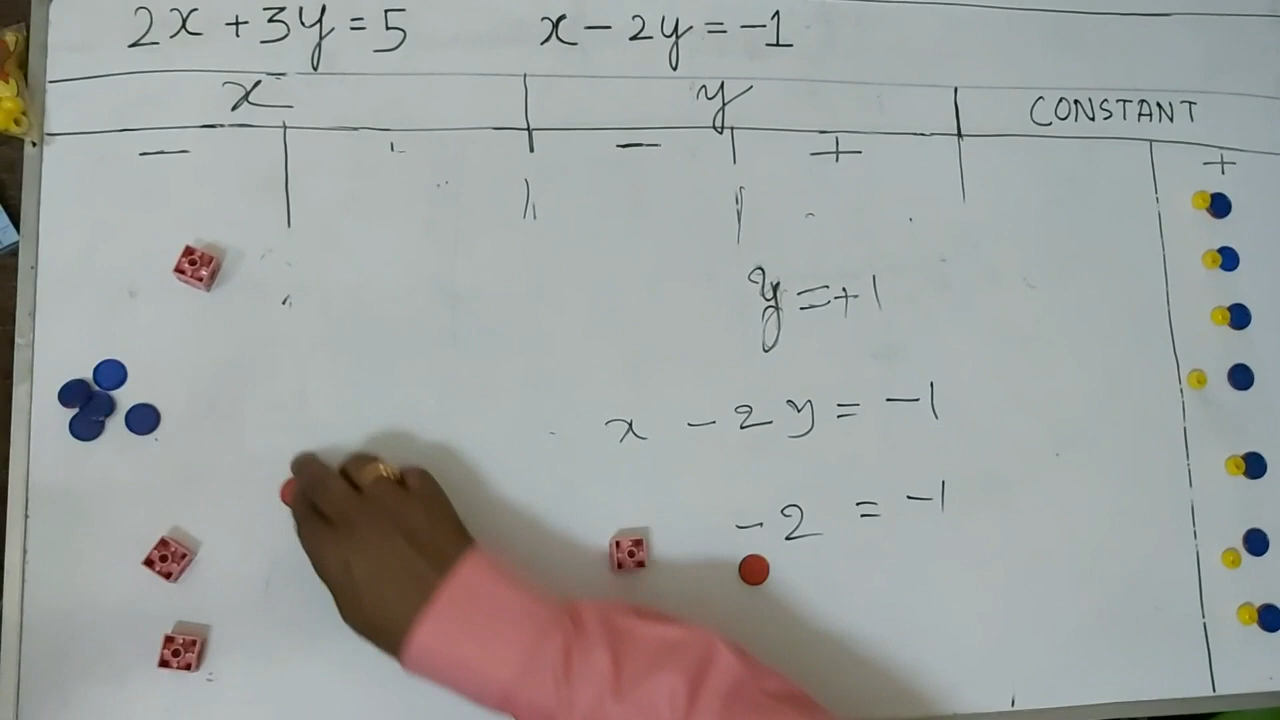 2x + 3y = 5 x - 2y = -1
x y CONSTANT
- - + +
y = +1
x - 2y = -1
-2 = -1